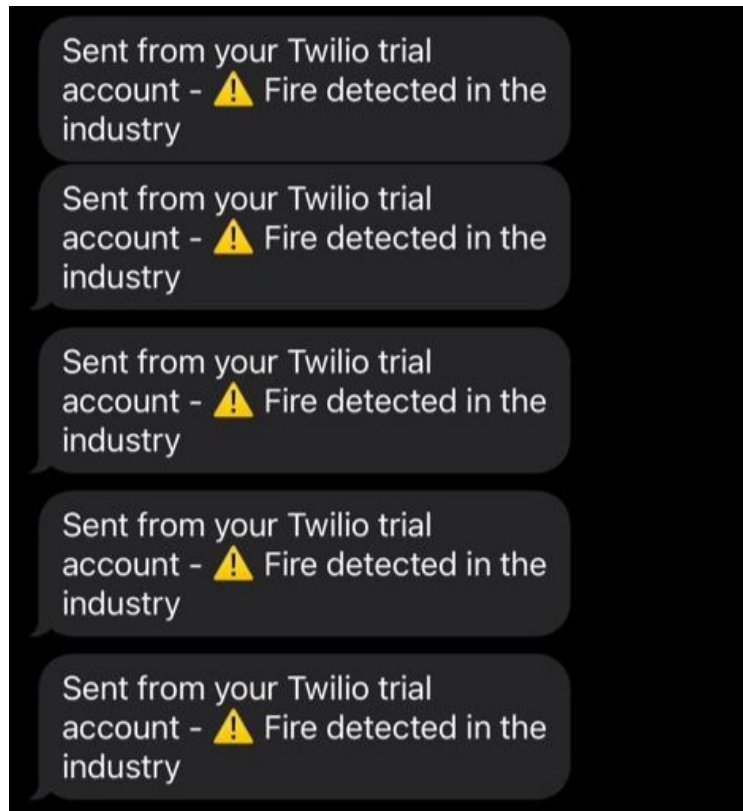 Sent from your Twilio trial
account - ⚠️ Fire detected in the
industry
Sent from your Twilio trial
account - ⚠️ Fire detected in the
industry
Sent from your Twilio trial
account - ⚠️ Fire detected in the
industry
Sent from your Twilio trial
account - ⚠️ Fire detected in the
industry
Sent from your Twilio trial
account - ⚠️ Fire detected in the
industry